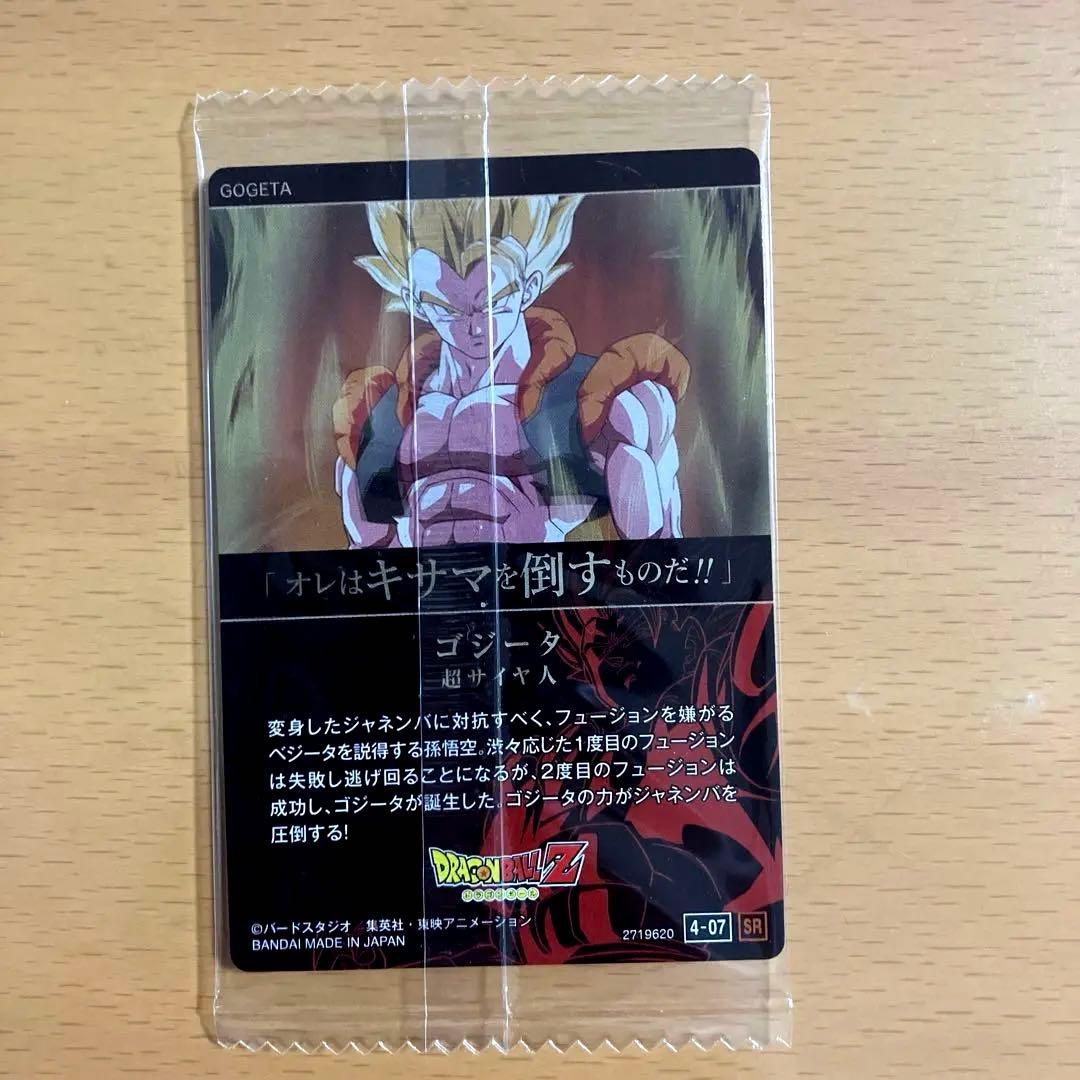 GOGETA
「オレはキサマを倒すものだ!!」
ゴジータ
超サイヤ人
変身したジャネンバに対抗すべく、フュージョンを嫌がる
ベジータを説得する孫悟空。渋々応じた1度目のフュージョン
は失敗し逃げ回ることになるが、2度目のフュージョンは
成功し、ゴジータが誕生した。ゴジータの力がジャネンバを
圧倒する!
DRAGON BALL Z
ドラゴンボール
©バードスタジオ 集英社・東映アニメーション
BANDAI MADE IN JAPAN
2719620 4-07 SR